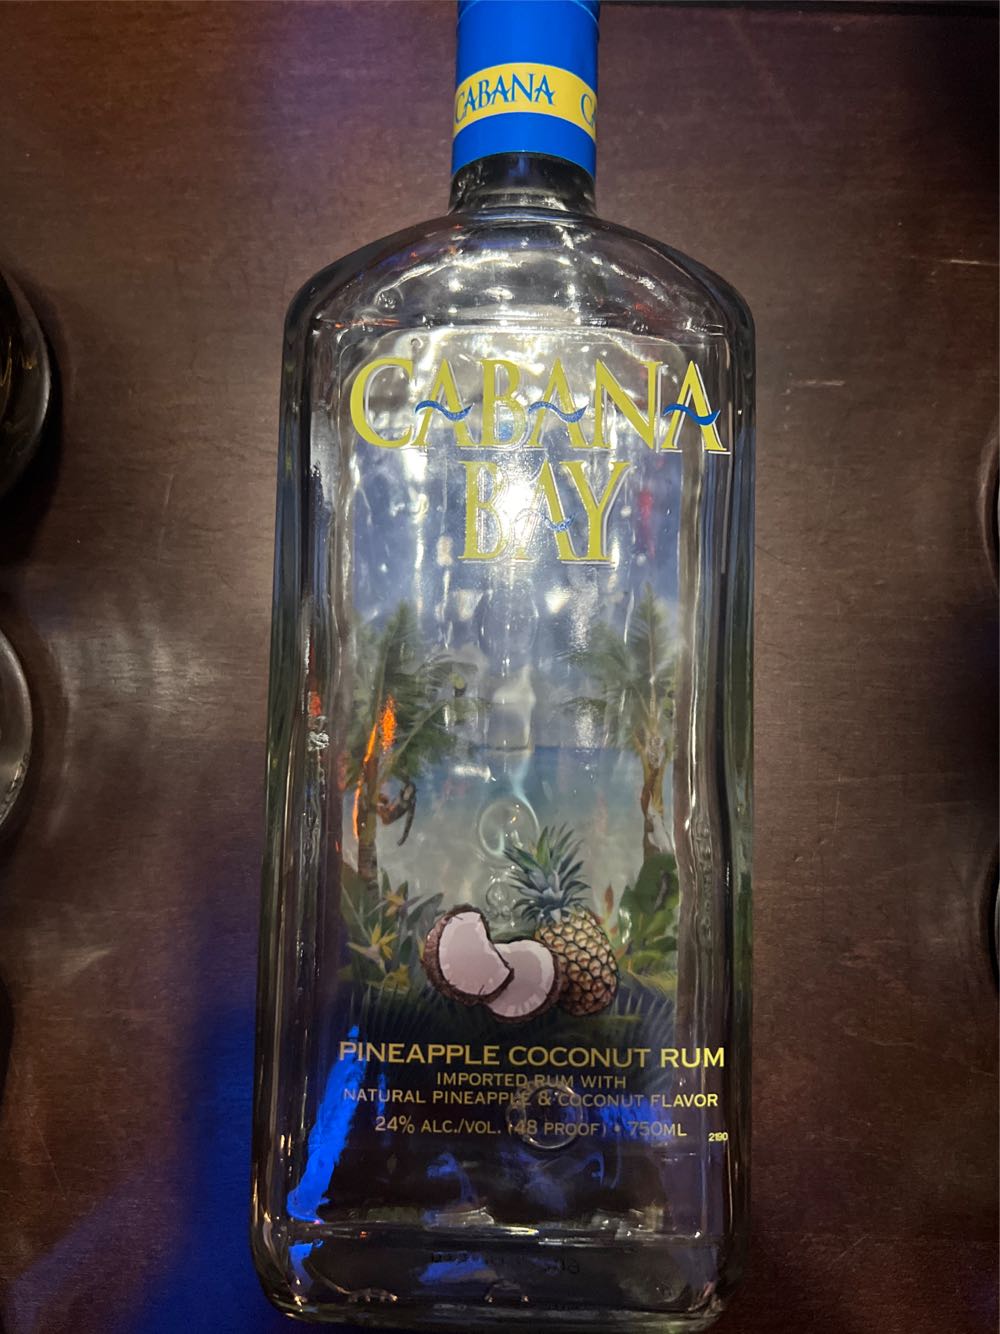 CABANA C
CABANA
BAY
PINEAPPLE COCONUT RUM
IMPORTED RUM WITH
NATURAL PINEAPPLE & COCONUT FLAVOR
24% ALC./VOL. (48 PROOF) • 750ML
2190